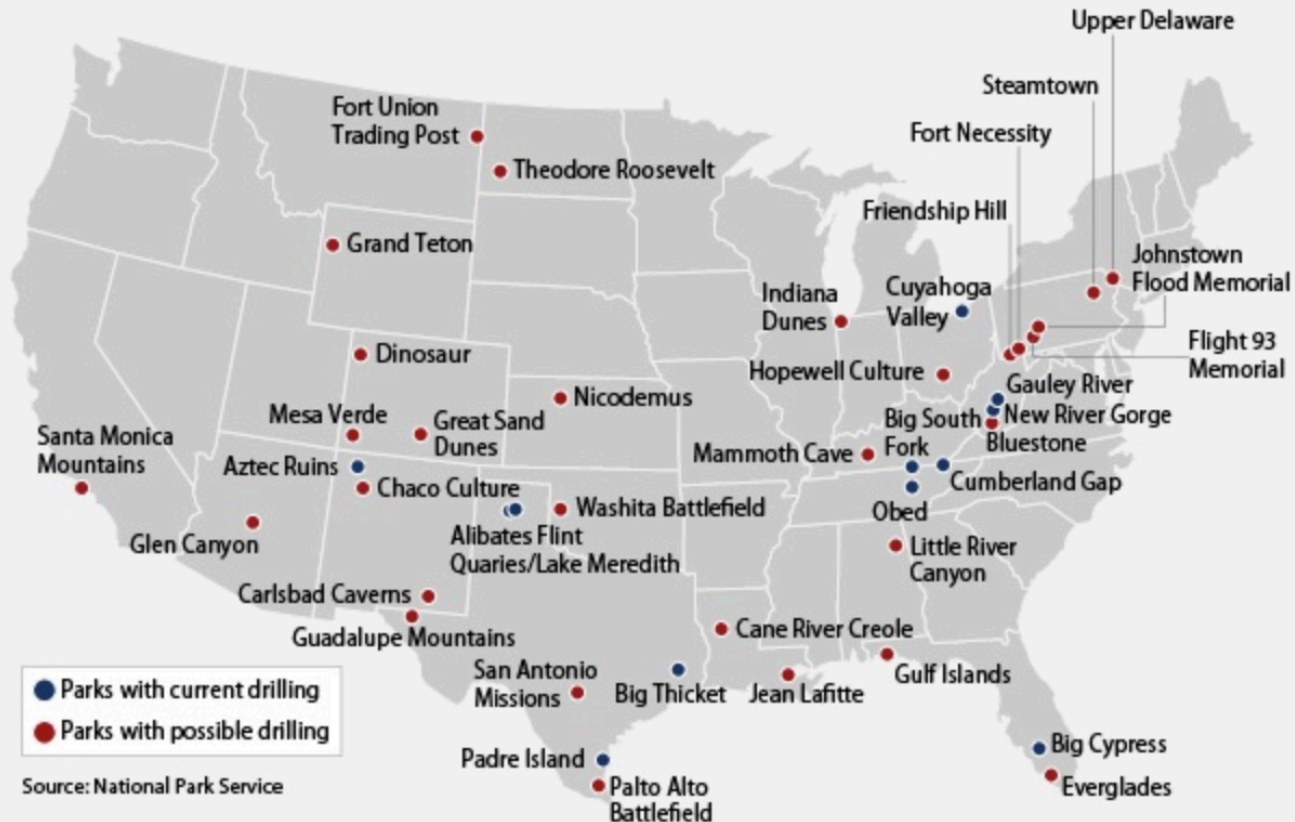 Upper Delaware
Steamtown
Fort Necessity
Fort Union
Trading Post
Theodore Roosevelt
Friendship Hill
Grand Teton
Johnstown
Flood Memorial
Indiana
Dunes
Cuyahoga
Valley
Flight 93
Memorial
Dinosaur
Hopewell Culture
Nicodemus
Gauley River
Mesa Verde
Great Sand
Dunes
Big South
Fork
New River Gorge
Bluestone
Santa Monica
Mountains
Mammoth Cave
Aztec Ruins
Chaco Culture
Cumberland Gap
Washita Battlefield
Obed
Glen Canyon
Alibates Flint
Quaries/Lake Meredith
Little River
Canyon
Carlsbad Caverns
Guadalupe Mountains
Cane River Creole
San Antonio
Missions
Big Thicket
Jean Lafitte
Gulf Islands
Parks with current drilling
Parks with possible drilling
Padre Island
Big Cypress
Source: National Park Service
Palto Alto
Battlefield
Everglades